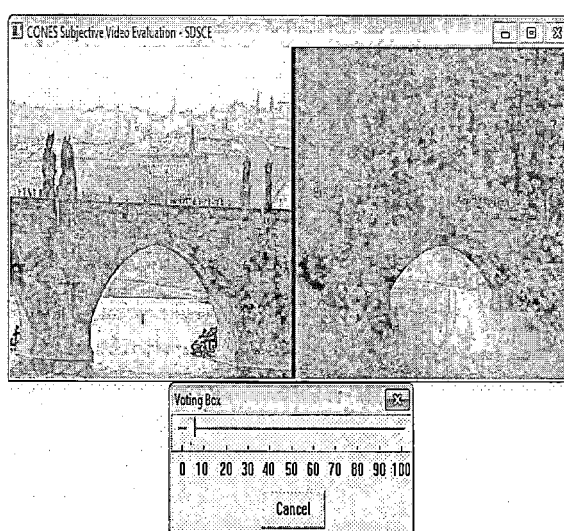 CONES Subjective Video Evaluation - SDSCE
Voting Box
0 10 20 30 40 50 60 70 80 90 100
Cancel